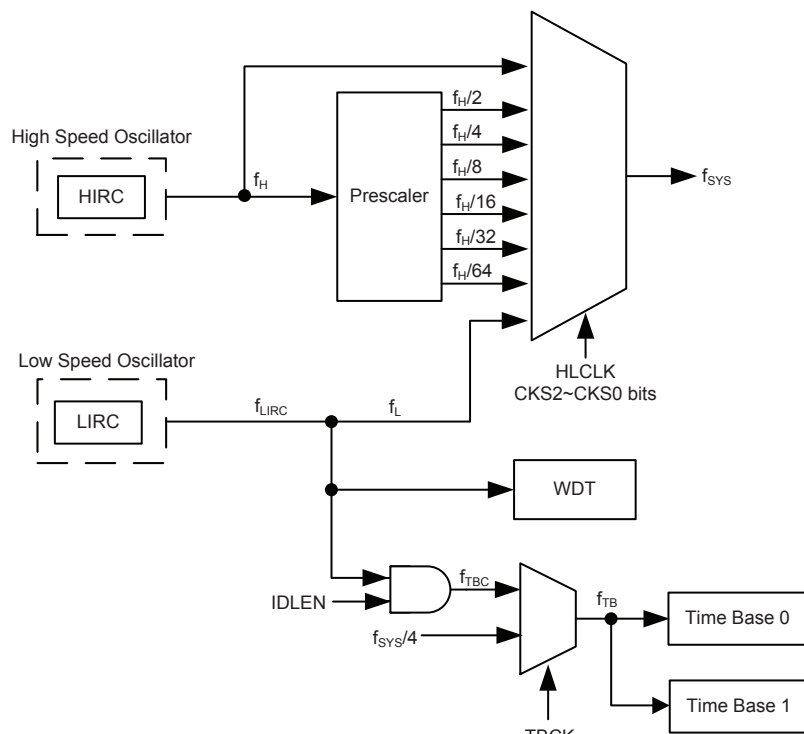 High Speed Oscillator
HIRC
fH
Prescaler
fH/2
fH/4
fH/8
fH/16
fH/32
fH/64
fSYS
HLCLK
CKS2~CKS0 bits
Low Speed Oscillator
LIRC
fLIRC
fL
WDT
IDLEN
fTBC
fSYS/4
fTB
Time Base 0
Time Base 1
TBCK